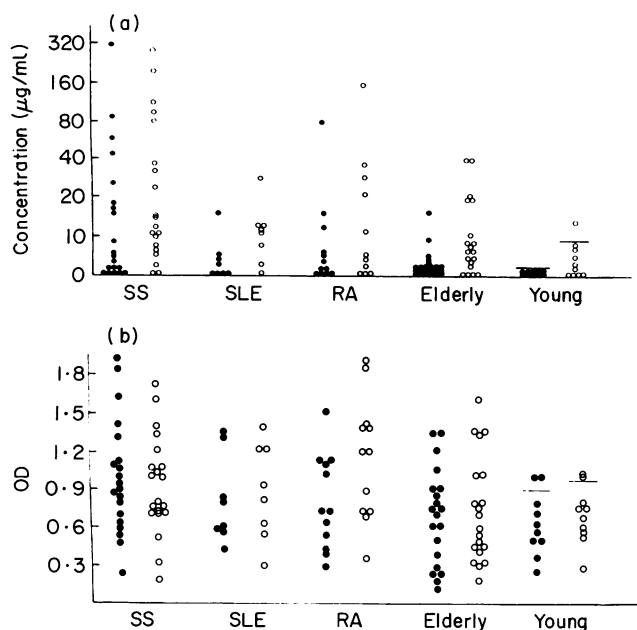 (a)
Concentration (µg/ml)
320
160
80
40
20
10
0
SS SLE RA Elderly Young
(b)
OD
1·8
1·5
1·2
0·9
0·6
0·3
SS SLE RA Elderly Young